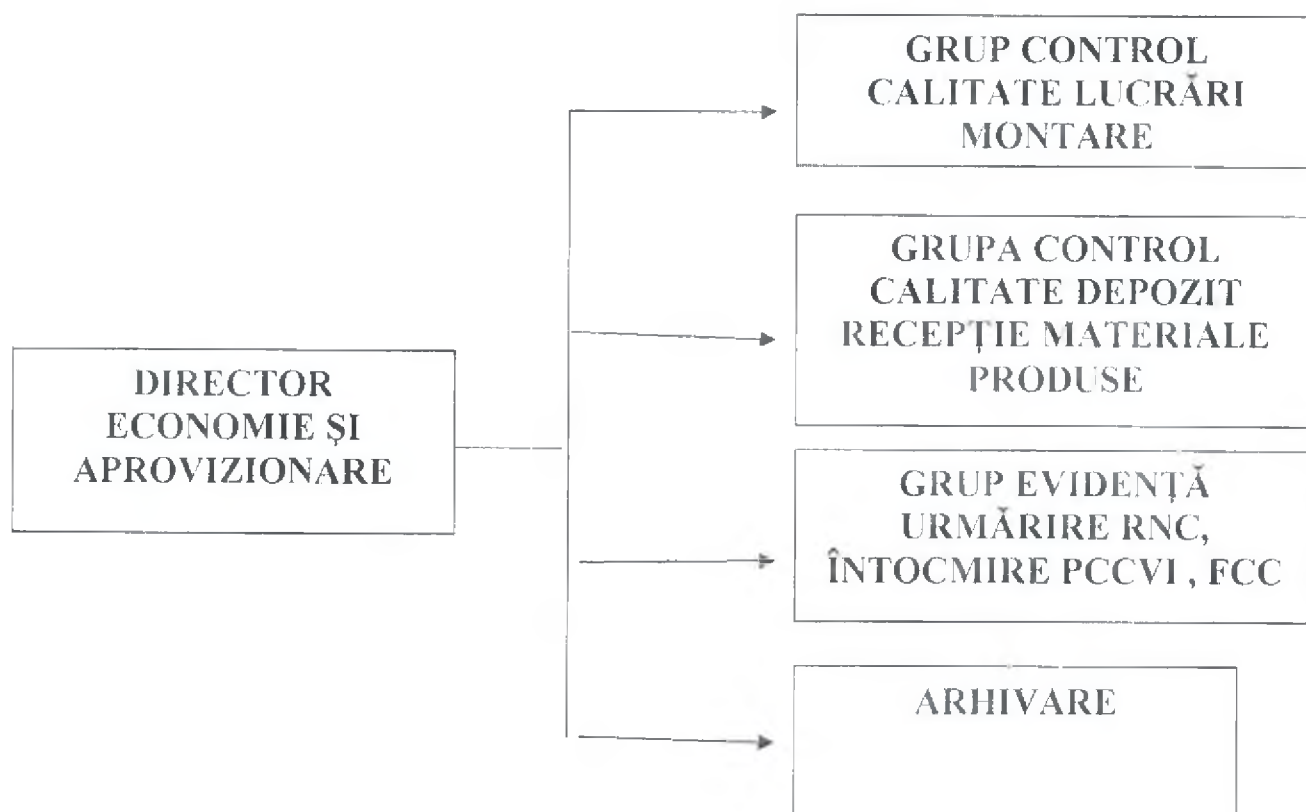 GRUP CONTROL
CALITATE LUCRĂRI
MONTARE
GRUPA CONTROL
CALITATE DEPOZIT
RECEPȚIE MATERIALE
PRODUSE
DIRECTOR
ECONOMIE ȘI
APROVIZIONARE
GRUP EVIDENȚĂ
URMĂRIRE RNC,
ÎNTOCMIRE PCCVI , FCC
ARHIVARE